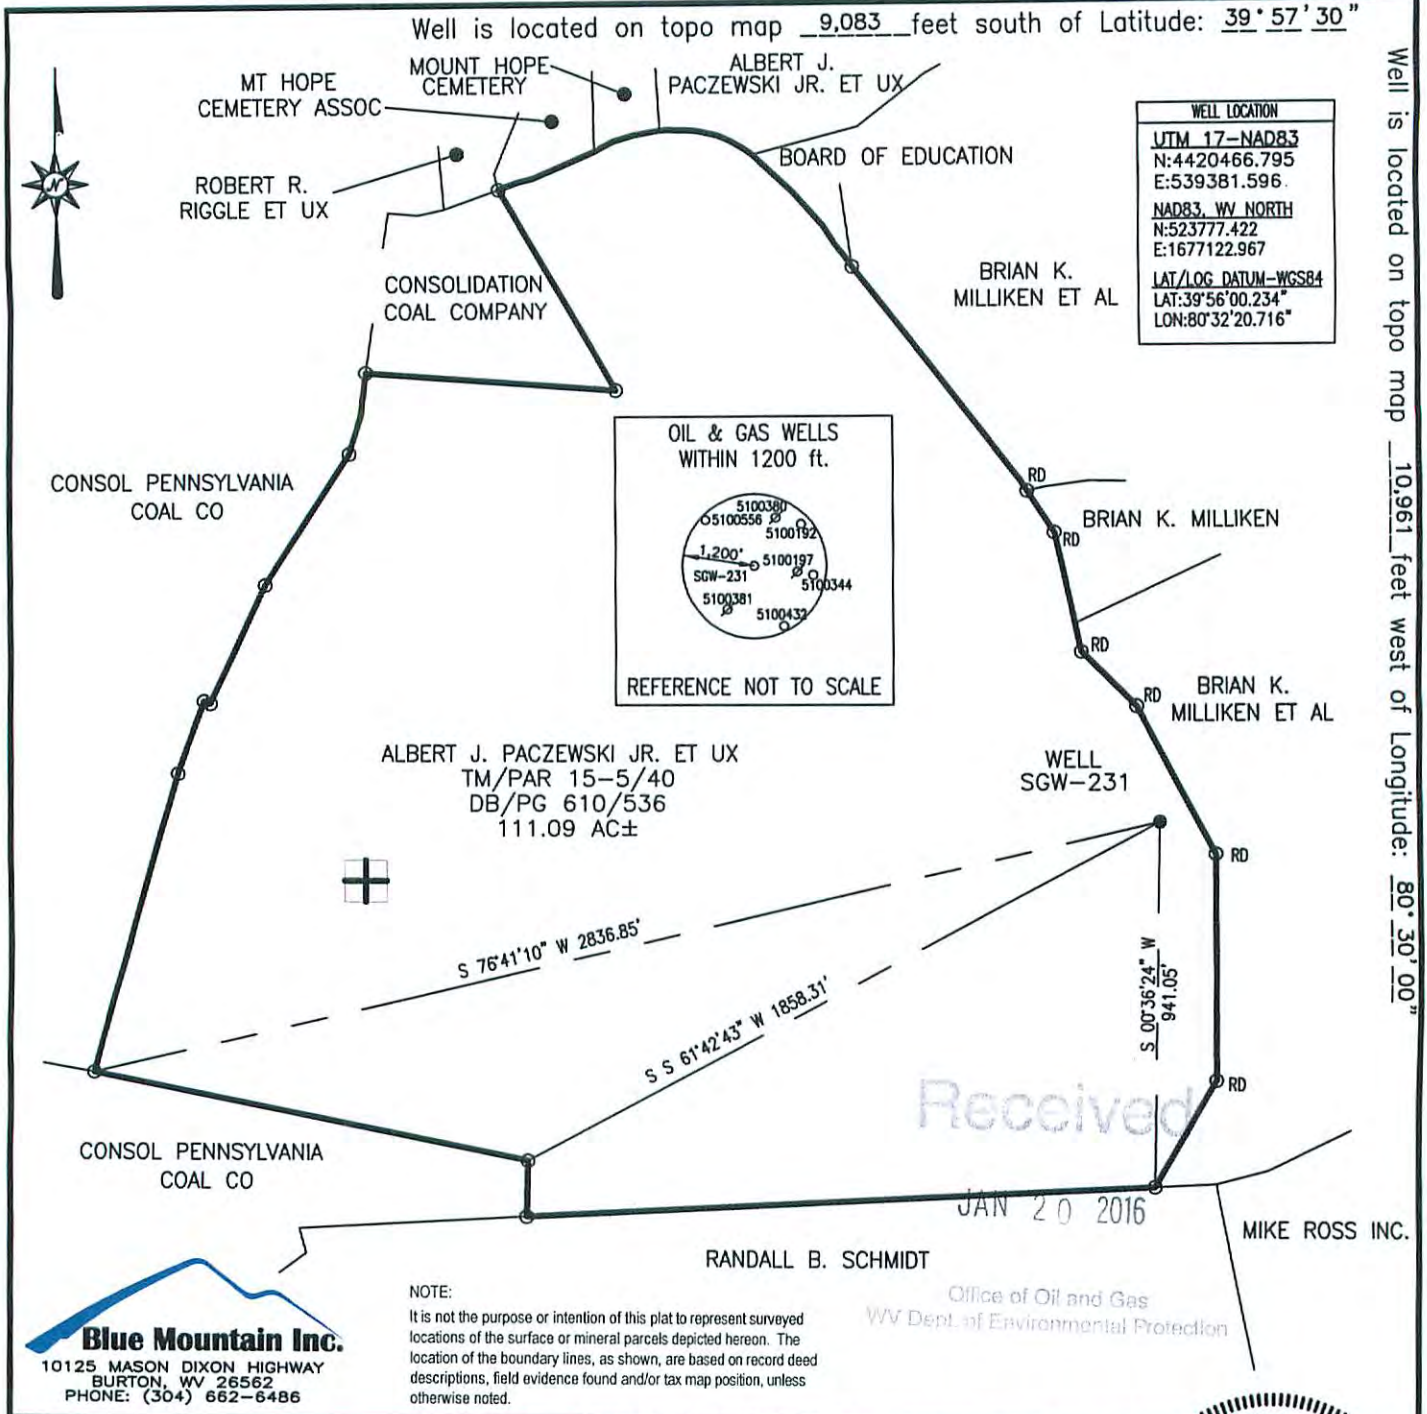 Well is located on topo map 9,083 feet south of Latitude: 39°57'30"
Well is located on topo map 10,961 feet west of Longitude: 80°30'00"
N
MT HOPE
CEMETERY ASSOC
MOUNT HOPE
CEMETERY
ALBERT J.
PACZEWSKI JR. ET UX
ROBERT R.
RIGGLE ET UX
BOARD OF EDUCATION
WELL LOCATION
UTM 17-NAD83
N:4420466.795
E:539381.596
NAD83, WV NORTH
N:523777.422
E:1677122.967
LAT/LOG DATUM-WGS84
LAT:39°56'00.234"
LON:80°32'20.716"
CONSOLIDATION
COAL COMPANY
BRIAN K.
MILLIKEN ET AL
CONSOL PENNSYLVANIA
COAL CO
OIL & GAS WELLS
WITHIN 1200 ft.
5100380
5100556
5100192
1,200'
5100197
SGW-231
5100344
5100381
5100432
REFERENCE NOT TO SCALE
RD
BRIAN K. MILLIKEN
RD
RD
RD
BRIAN K.
MILLIKEN ET AL
ALBERT J. PACZEWSKI JR. ET UX
TM/PAR 15-5/40
DB/PG 610/536
111.09 AC±
WELL
SGW-231
RD
S 76°41'10" W 2836.85'
S S 61°42'43" W 1858.31'
S 00°36'24" W
941.05'
RD
Received
JAN 20 2016
Office of Oil and Gas
WV Dept. of Environmental Protection
CONSOL PENNSYLVANIA
COAL CO
RANDALL B. SCHMIDT
MIKE ROSS INC.
Blue Mountain Inc.
10125 MASON DIXON HIGHWAY
BURTON, WV 26562
PHONE: (304) 662-6486
NOTE:
It is not the purpose or intention of this plat to represent surveyed
locations of the surface or mineral parcels depicted hereon. The
location of the boundary lines, as shown, are based on record deed
descriptions, field evidence found and/or tax map position, unless
otherwise noted.